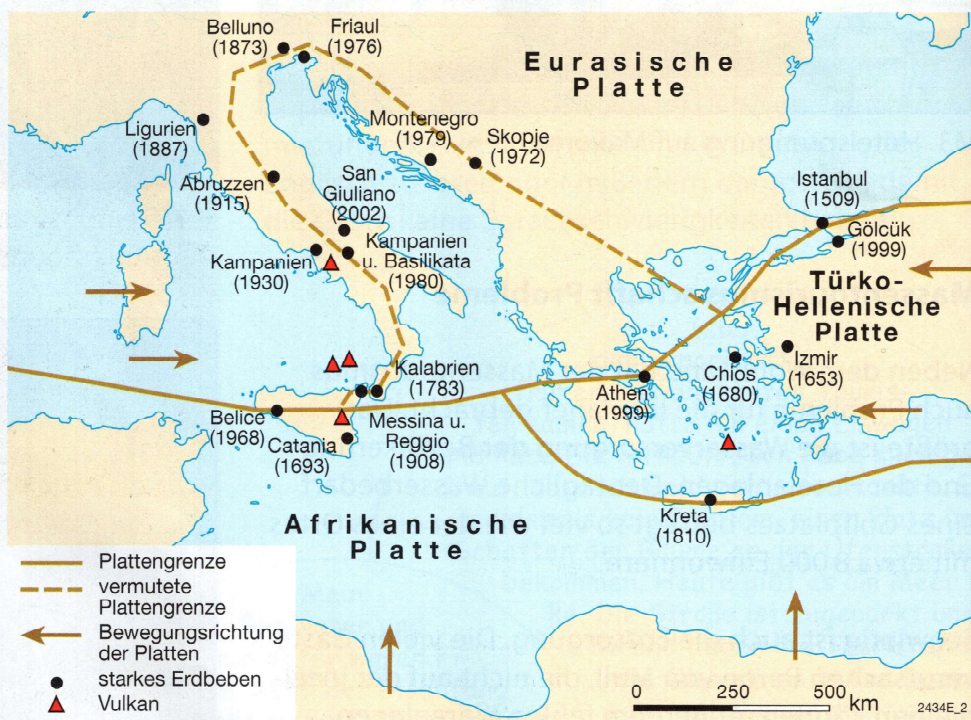 Belluno
(1873)
Friaul
(1976)
Eurasische
Platte
Ligurien
(1887)
Montenegro
(1979)
Skopje
(1972)
Abruzzen
(1915)
San
Giuliano
(2002)
Istanbul
(1509)
Gölcük
(1999)
Kampanien
(1930)
Kampanien
u. Basilikata
(1980)
Türko-
Hellenische
Platte
Kalabrien
(1783)
Izmir
(1653)
Chios
(1680)
Athen
(1999)
Belice
(1968)
Catania
(1693)
Messina u.
Reggio
(1908)
Kreta
(1810)
Afrikanische
Platte
Plattengrenze
vermutete
Plattengrenze
Bewegungsrichtung
der Platten
starkes Erdbeben
Vulkan
0 250 500 km
2434E_2